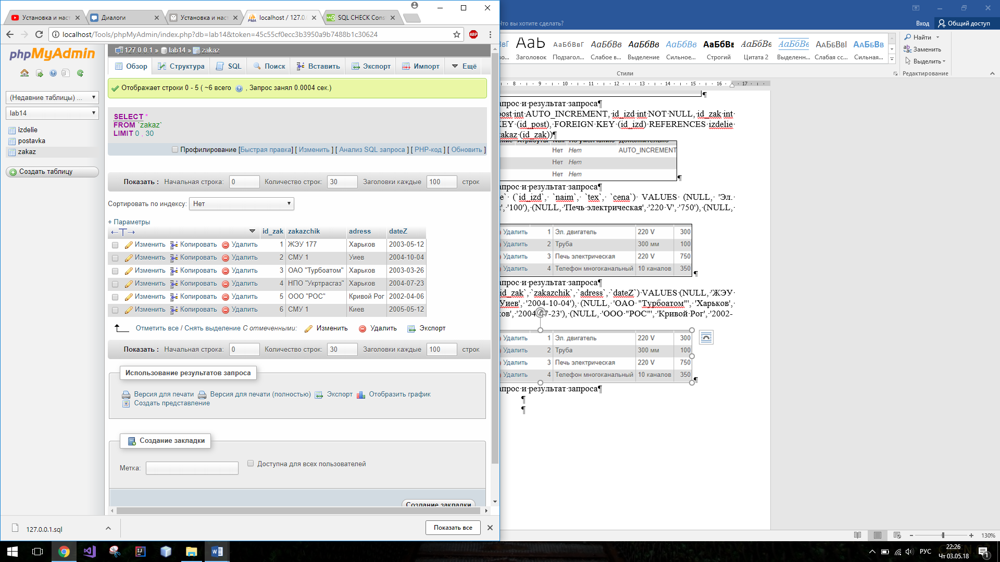 Установка и наст
Диалоги
Установка и наст
localhost / 127.0.
SQL CHECK Cons
localhost/Tools/phpMyAdmin/index.php?db=lab14&token=45c55cf0ecc3b3950a9b7488b1c30624
ABP
phpMyAdmin
(Недавние таблицы) ...
lab14
izdelie
postavka
zakaz
Создать таблицу
127.0.0.1 » lab14 » zakaz
Обзор Структура SQL Поиск Вставить Экспорт Импорт Ещё
Отображает строки 0 - 5 ( ~6 всего , Запрос занял 0.0004 сек.)
SELECT *
FROM `zakaz`
LIMIT 0 , 30
Профилирование [Быстрая правка] [ Изменить ] [ Анализ SQL запроса ] [ PHP-код ] [ Обновить ]
Показать : Начальная строка: 0 Количество строк: 30 Заголовки каждые 100 строк
Сортировать по индексу: Нет
+ Параметры
←T→ id_zak zakazchik adress dateZ
Изменить Копировать Удалить 1 ЖЭУ 177 Харьков 2003-05-12
Изменить Копировать Удалить 2 СМУ 1 Уиев 2004-10-04
Изменить Копировать Удалить 3 ОАО "Турбоатом" Харьков 2003-03-26
Изменить Копировать Удалить 4 НПО "Укртрасгаз" Харьков 2004-07-23
Изменить Копировать Удалить 5 ООО "РОС" Кривой Рог 2002-04-06
Изменить Копировать Удалить 6 СМУ 1 Киев 2005-05-12
Отметить все / Снять выделение С отмеченными: Изменить Удалить Экспорт
Показать : Начальная строка: 0 Количество строк: 30 Заголовки каждые 100 строк
Использование результатов запроса
Версия для печати Версия для печати (полностью) Экспорт Отобразить график
Создать представление
Создание закладки
Метка: Доступна для всех пользователей
Создание закладки
127.0.0.1.sql
Показать все
Что вы хотите сделать?
Вход Общий доступ
АаБбВвГ АаБбВв АаБбВв АаБбВв АаБбВв АаБбВв АаБбВв АаБбВв АаБбВвІ АаБбВв
Заголовок Подзагол... Слабое в... Выделение Сильное... Строгий Цитата 2 Выделенн... Слабая сс... Сильная...
Найти
Заменить
Выделить
Стили
Редактирование
8 9 10 11 12 13 14 15 16 17
апрос·и·результат·запроса¶
post·int·AUTO_INCREMENT,·id_izd·int·NOT·NULL,·id_zak·int·
KEY·(id_post),·FOREIGN·KEY·(id_izd)·REFERENCES·izdelie·
zakaz·(id_zak))¶
Нет Нет AUTO_INCREMENT
Нет Нет
Нет Нет
¶
апрос·и·результат·запроса¶
e`·(`id_izd`,·`naim`,·`tex`,·`cena`)·VALUES·(NULL,·'Эл.·
',·'100'),·(NULL,·'Печь·электрическая',·'220·V',·'750'),·(NULL,·
Удалить 1 Эл. двигатель 220 V 300
Удалить 2 Труба 300 мм 100
Удалить 3 Печь электрическая 220 V 750
Удалить 4 Телефон многоканальный 10 каналов 350
¶
апрос·и·результат·запроса¶
id_zak`,·`zakazchik`,·`adress`,·`dateZ`)·VALUES·(NULL,·'ЖЭУ·
Уиев',·'2004-10-04'),·(NULL,·'ОАО·"Турбоатом"',·'Харьков',·
ков',·'2004-07-23'),·(NULL,·'ООО·"РОС"',·'Кривой·Рог',·'2002-
Удалить 1 Эл. двигатель 220 V 300
Удалить 2 Труба 300 мм 100
Удалить 3 Печь электрическая 220 V 750
Удалить 4 Телефон многоканальный 10 каналов 350
¶
апрос·и·результат·запроса¶
¶
¶
130%
РУС
22:26
Чт 03.05.18
1